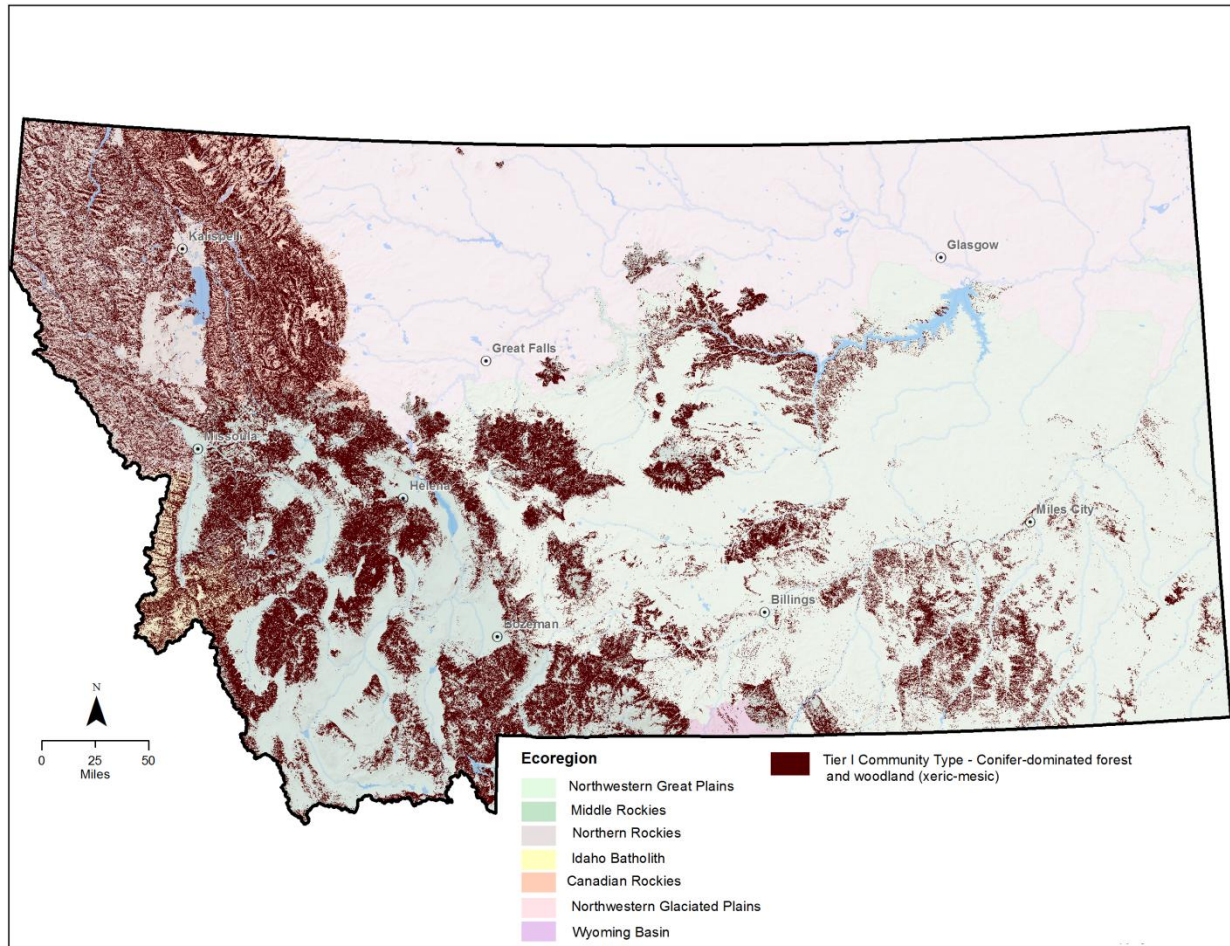 Kalispell
Glasgow
Great Falls
Missoula
Helena
Miles City
Billings
Bozeman
N
0 25 50
Miles
Ecoregion
Northwestern Great Plains
Middle Rockies
Northern Rockies
Idaho Batholith
Canadian Rockies
Northwestern Glaciated Plains
Wyoming Basin
Tier I Community Type - Conifer-dominated forest
and woodland (xeric-mesic)